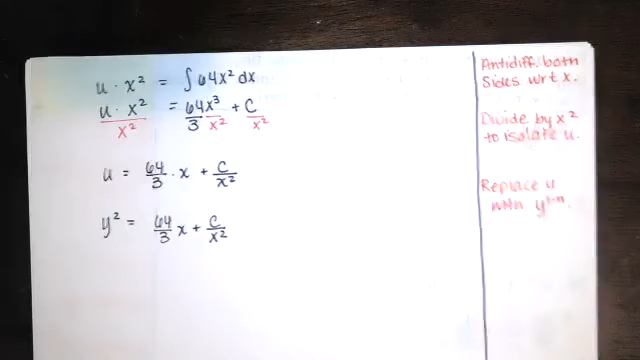 u · x² = ∫64x² dx
u · x² / x² = 64x³ / 3 x² + C / x²
u = 64/3 · x + C/x²
y² = 64/3 x + C/x²
Antidiff. both
sides wrt x.
Divide by x²
to isolate u.
Replace u
with y¹⁻ⁿ.